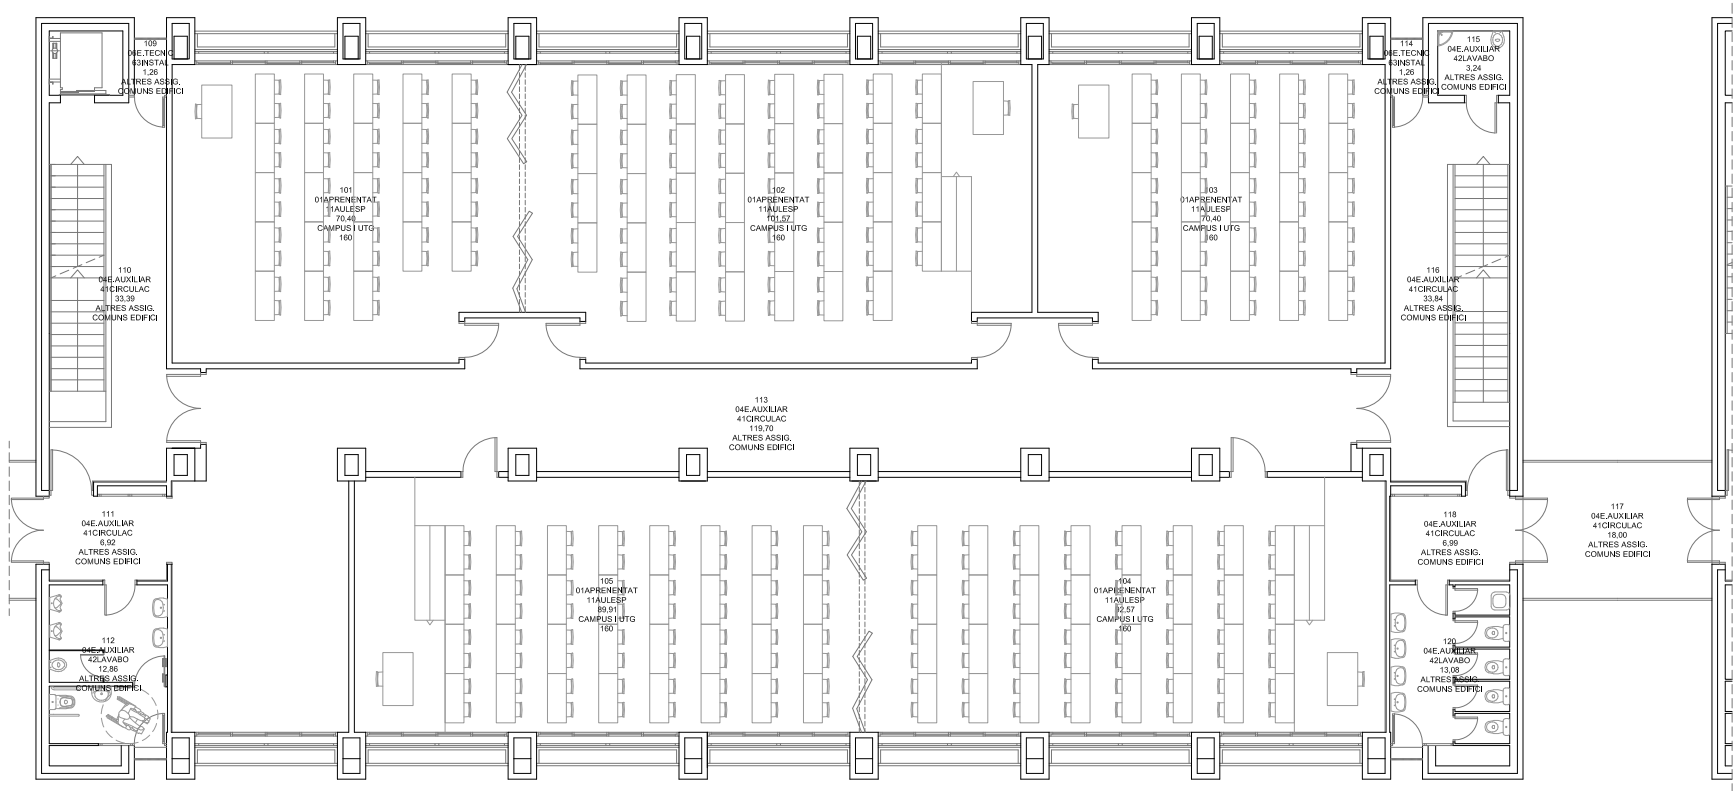 109
06E.TECNIC
63INSTAL
1,26
ALTRES ASSIG.
COMUNS EDIFICI
114
06E.TECNIC
63INSTAL
1,26
ALTRES ASSIG.
COMUNS EDIFICI
115
04E.AUXILIAR
42LAVABO
3,24
ALTRES ASSIG.
COMUNS EDIFICI
101
01APRENENTAT
11AULESP
70,40
CAMPUS I UTG
160
102
01APRENENTAT
11AULESP
101,57
CAMPUS I UTG
160
103
01APRENENTAT
11AULESP
70,40
CAMPUS I UTG
160
110
04E.AUXILIAR
41CIRCULAC
33,39
ALTRES ASSIG.
COMUNS EDIFICI
116
04E.AUXILIAR
41CIRCULAC
33,84
ALTRES ASSIG.
COMUNS EDIFICI
113
04E.AUXILIAR
41CIRCULAC
119,70
ALTRES ASSIG.
COMUNS EDIFICI
111
04E.AUXILIAR
41CIRCULAC
6,92
ALTRES ASSIG.
COMUNS EDIFICI
118
04E.AUXILIAR
41CIRCULAC
6,99
ALTRES ASSIG.
COMUNS EDIFICI
117
04E.AUXILIAR
41CIRCULAC
18,00
ALTRES ASSIG.
COMUNS EDIFICI
105
01APRENENTAT
11AULESP
89,91
CAMPUS I UTG
160
104
01APRENENTAT
11AULESP
92,57
CAMPUS I UTG
160
112
04E.AUXILIAR
42LAVABO
12,86
ALTRES ASSIG.
COMUNS EDIFICI
120
04E.AUXILIAR
42LAVABO
13,08
ALTRES ASSIG.
COMUNS EDIFICI